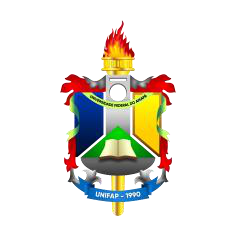 UNIVERSIDADE FEDERAL DO AMAPÁ
UNIFAP - 1990